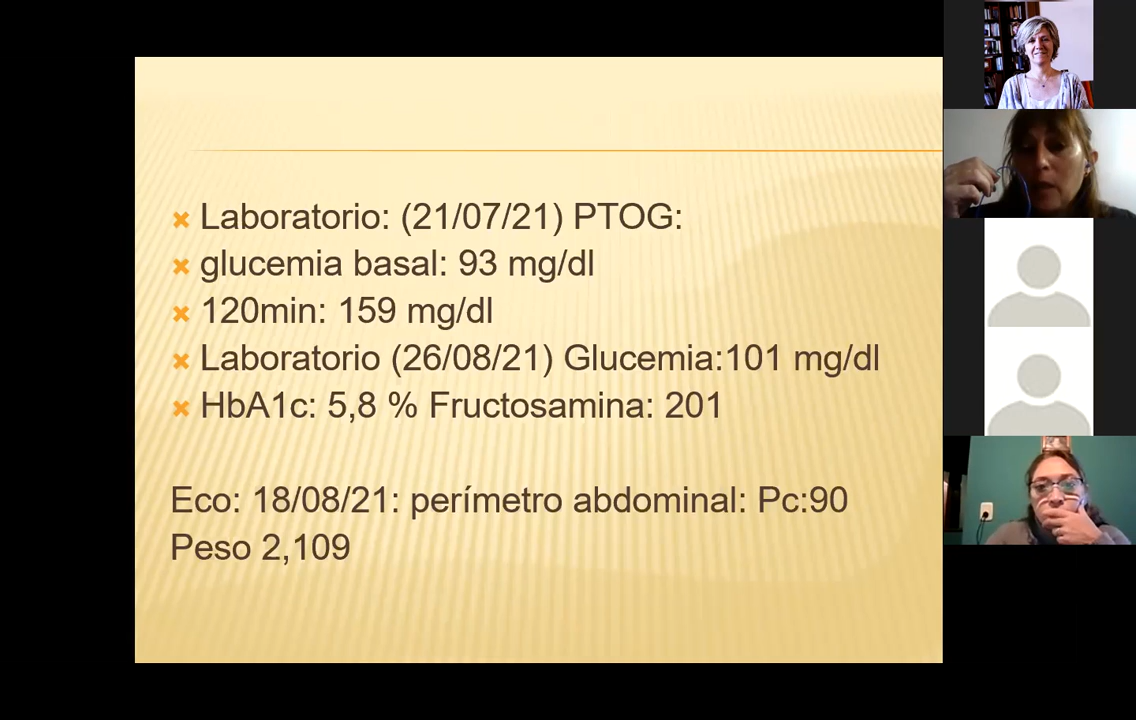 Laboratorio: (21/07/21) PTOG:
glucemia basal: 93 mg/dl
120min: 159 mg/dl
Laboratorio (26/08/21) Glucemia:101 mg/dl
HbA1c: 5,8 % Fructosamina: 201
Eco: 18/08/21: perímetro abdominal: Pc:90
Peso 2,109